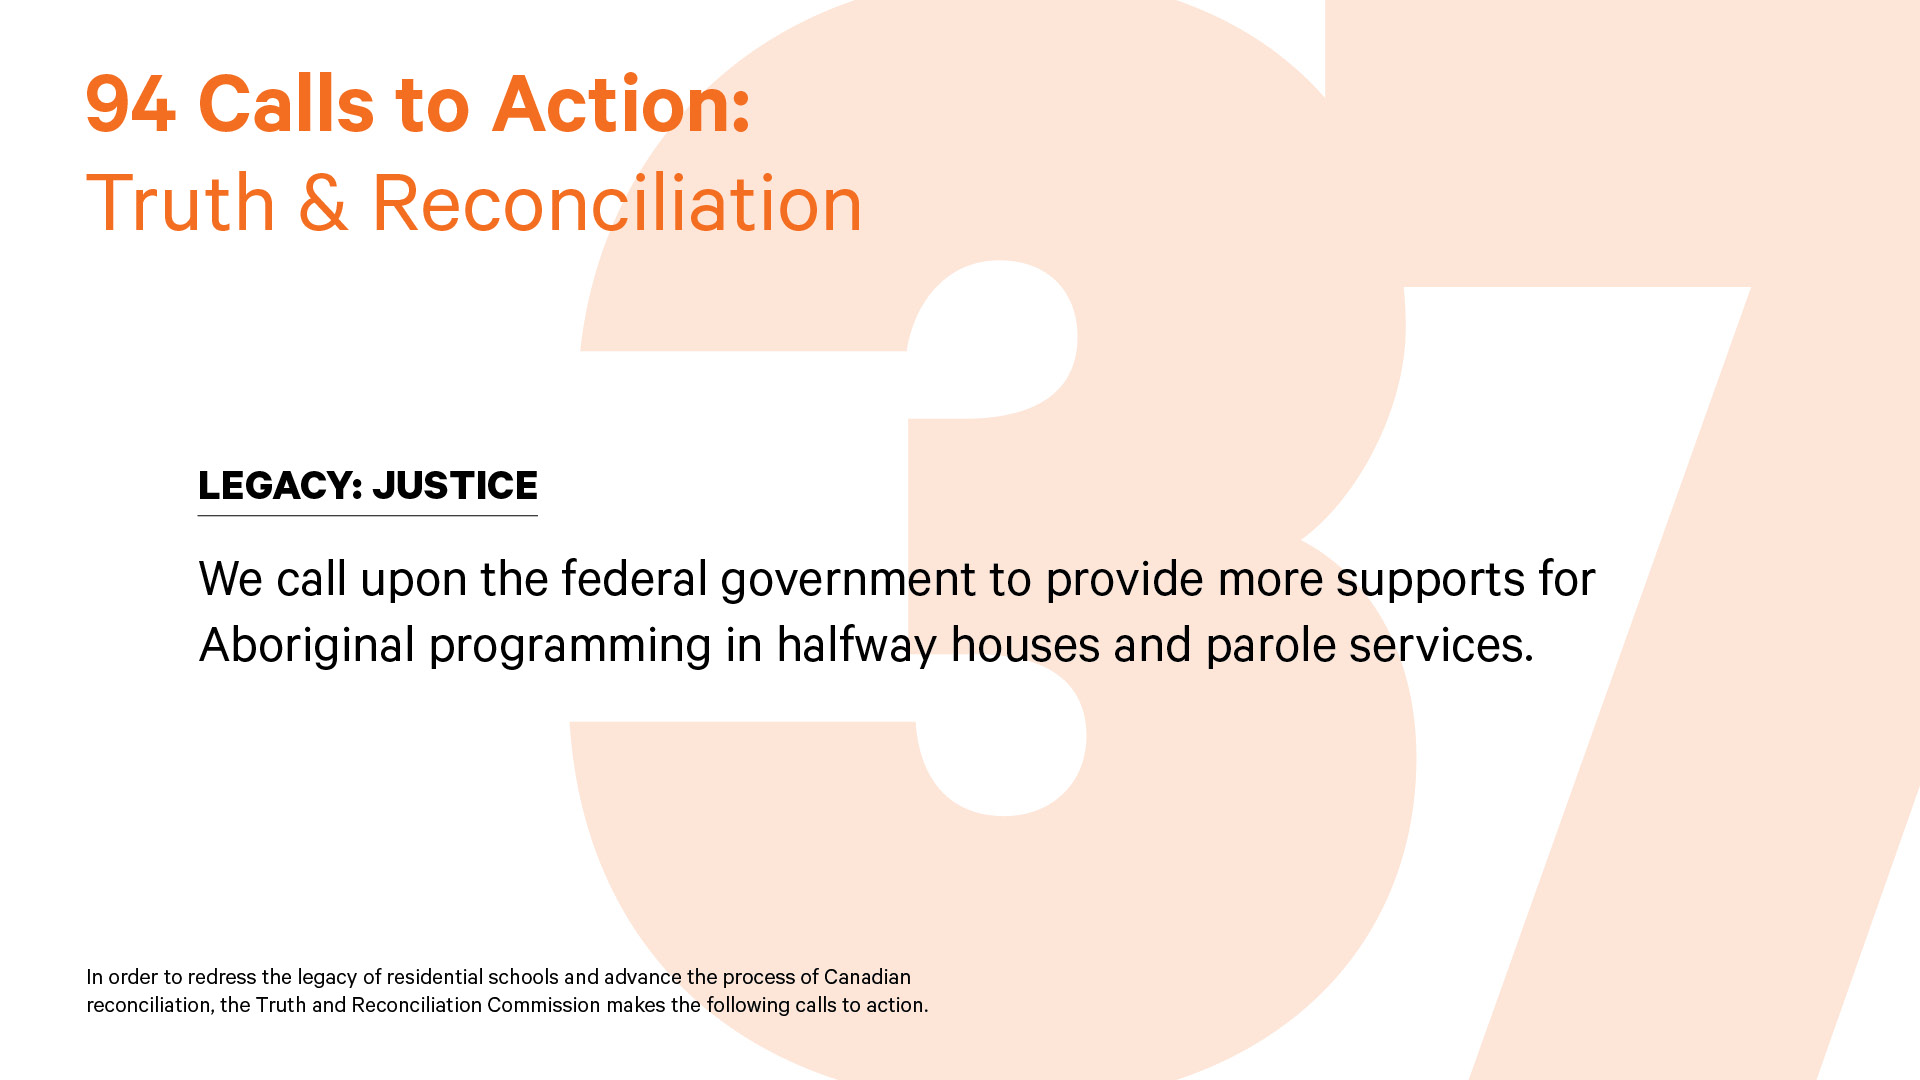 94 Calls to Action:
Truth & Reconciliation
37
LEGACY: JUSTICE
We call upon the federal government to provide more supports for
Aboriginal programming in halfway houses and parole services.
In order to redress the legacy of residential schools and advance the process of Canadian
reconciliation, the Truth and Reconciliation Commission makes the following calls to action.